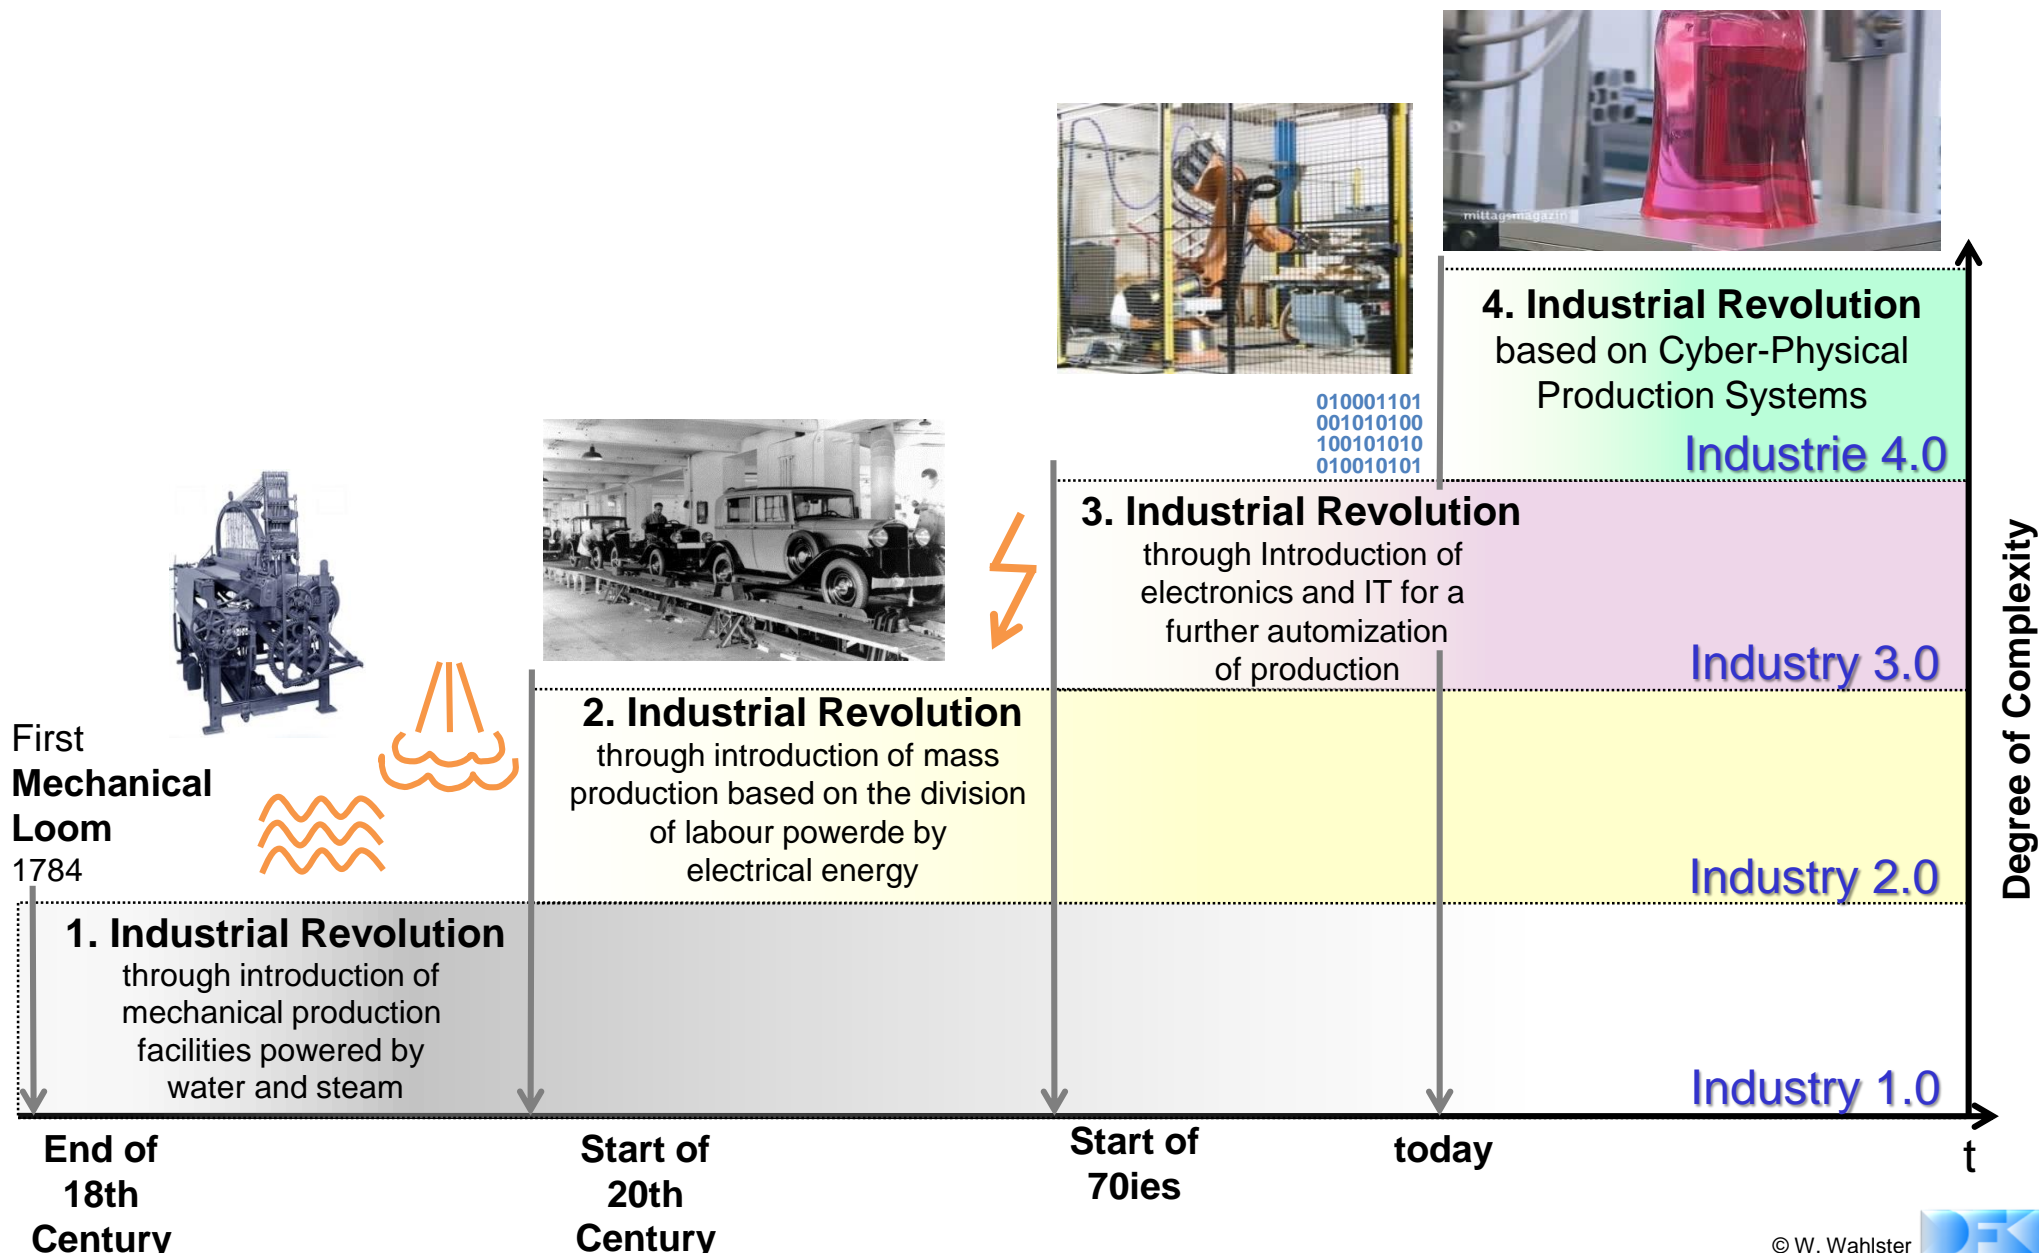 mittagsmagazin
4. Industrial Revolution
based on Cyber-Physical
Production Systems
Industrie 4.0
010001101
001010100
100101010
010010101
3. Industrial Revolution
through Introduction of
electronics and IT for a
further automization
of production
Industry 3.0
2. Industrial Revolution
through introduction of mass
production based on the division
of labour powerde by
electrical energy
Industry 2.0
First
Mechanical
Loom
1784
1. Industrial Revolution
through introduction of
mechanical production
facilities powered by
water and steam
Industry 1.0
Degree of Complexity
End of
18th
Century
Start of
20th
Century
Start of
70ies
today
t
© W. Wahlster
DFK